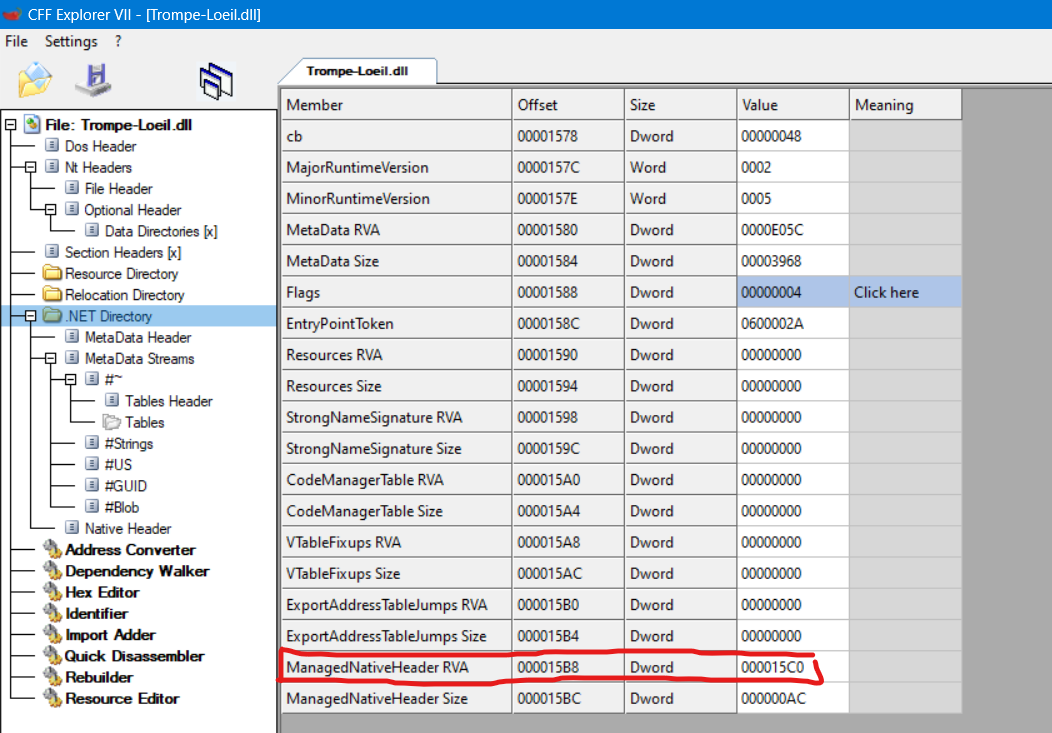 CFF Explorer VII - [Trompe-Loeil.dll]
File Settings ?
Trompe-Loeil.dll
File: Trompe-Loeil.dll
Dos Header
Nt Headers
File Header
Optional Header
Data Directories [x]
Section Headers [x]
Resource Directory
Relocation Directory
.NET Directory
MetaData Header
MetaData Streams
#~
Tables Header
Tables
#Strings
#US
#GUID
#Blob
Native Header
Address Converter
Dependency Walker
Hex Editor
Identifier
Import Adder
Quick Disassembler
Rebuilder
Resource Editor
Member Offset Size Value Meaning
cb 00001578 Dword 00000048
MajorRuntimeVersion 0000157C Word 0002
MinorRuntimeVersion 0000157E Word 0005
MetaData RVA 00001580 Dword 0000E05C
MetaData Size 00001584 Dword 00003968
Flags 00001588 Dword 00000004 Click here
EntryPointToken 0000158C Dword 0600002A
Resources RVA 00001590 Dword 00000000
Resources Size 00001594 Dword 00000000
StrongNameSignature RVA 00001598 Dword 00000000
StrongNameSignature Size 0000159C Dword 00000000
CodeManagerTable RVA 000015A0 Dword 00000000
CodeManagerTable Size 000015A4 Dword 00000000
VTableFixups RVA 000015A8 Dword 00000000
VTableFixups Size 000015AC Dword 00000000
ExportAddressTableJumps RVA 000015B0 Dword 00000000
ExportAddressTableJumps Size 000015B4 Dword 00000000
ManagedNativeHeader RVA 000015B8 Dword 000015C0
ManagedNativeHeader Size 000015BC Dword 000000AC